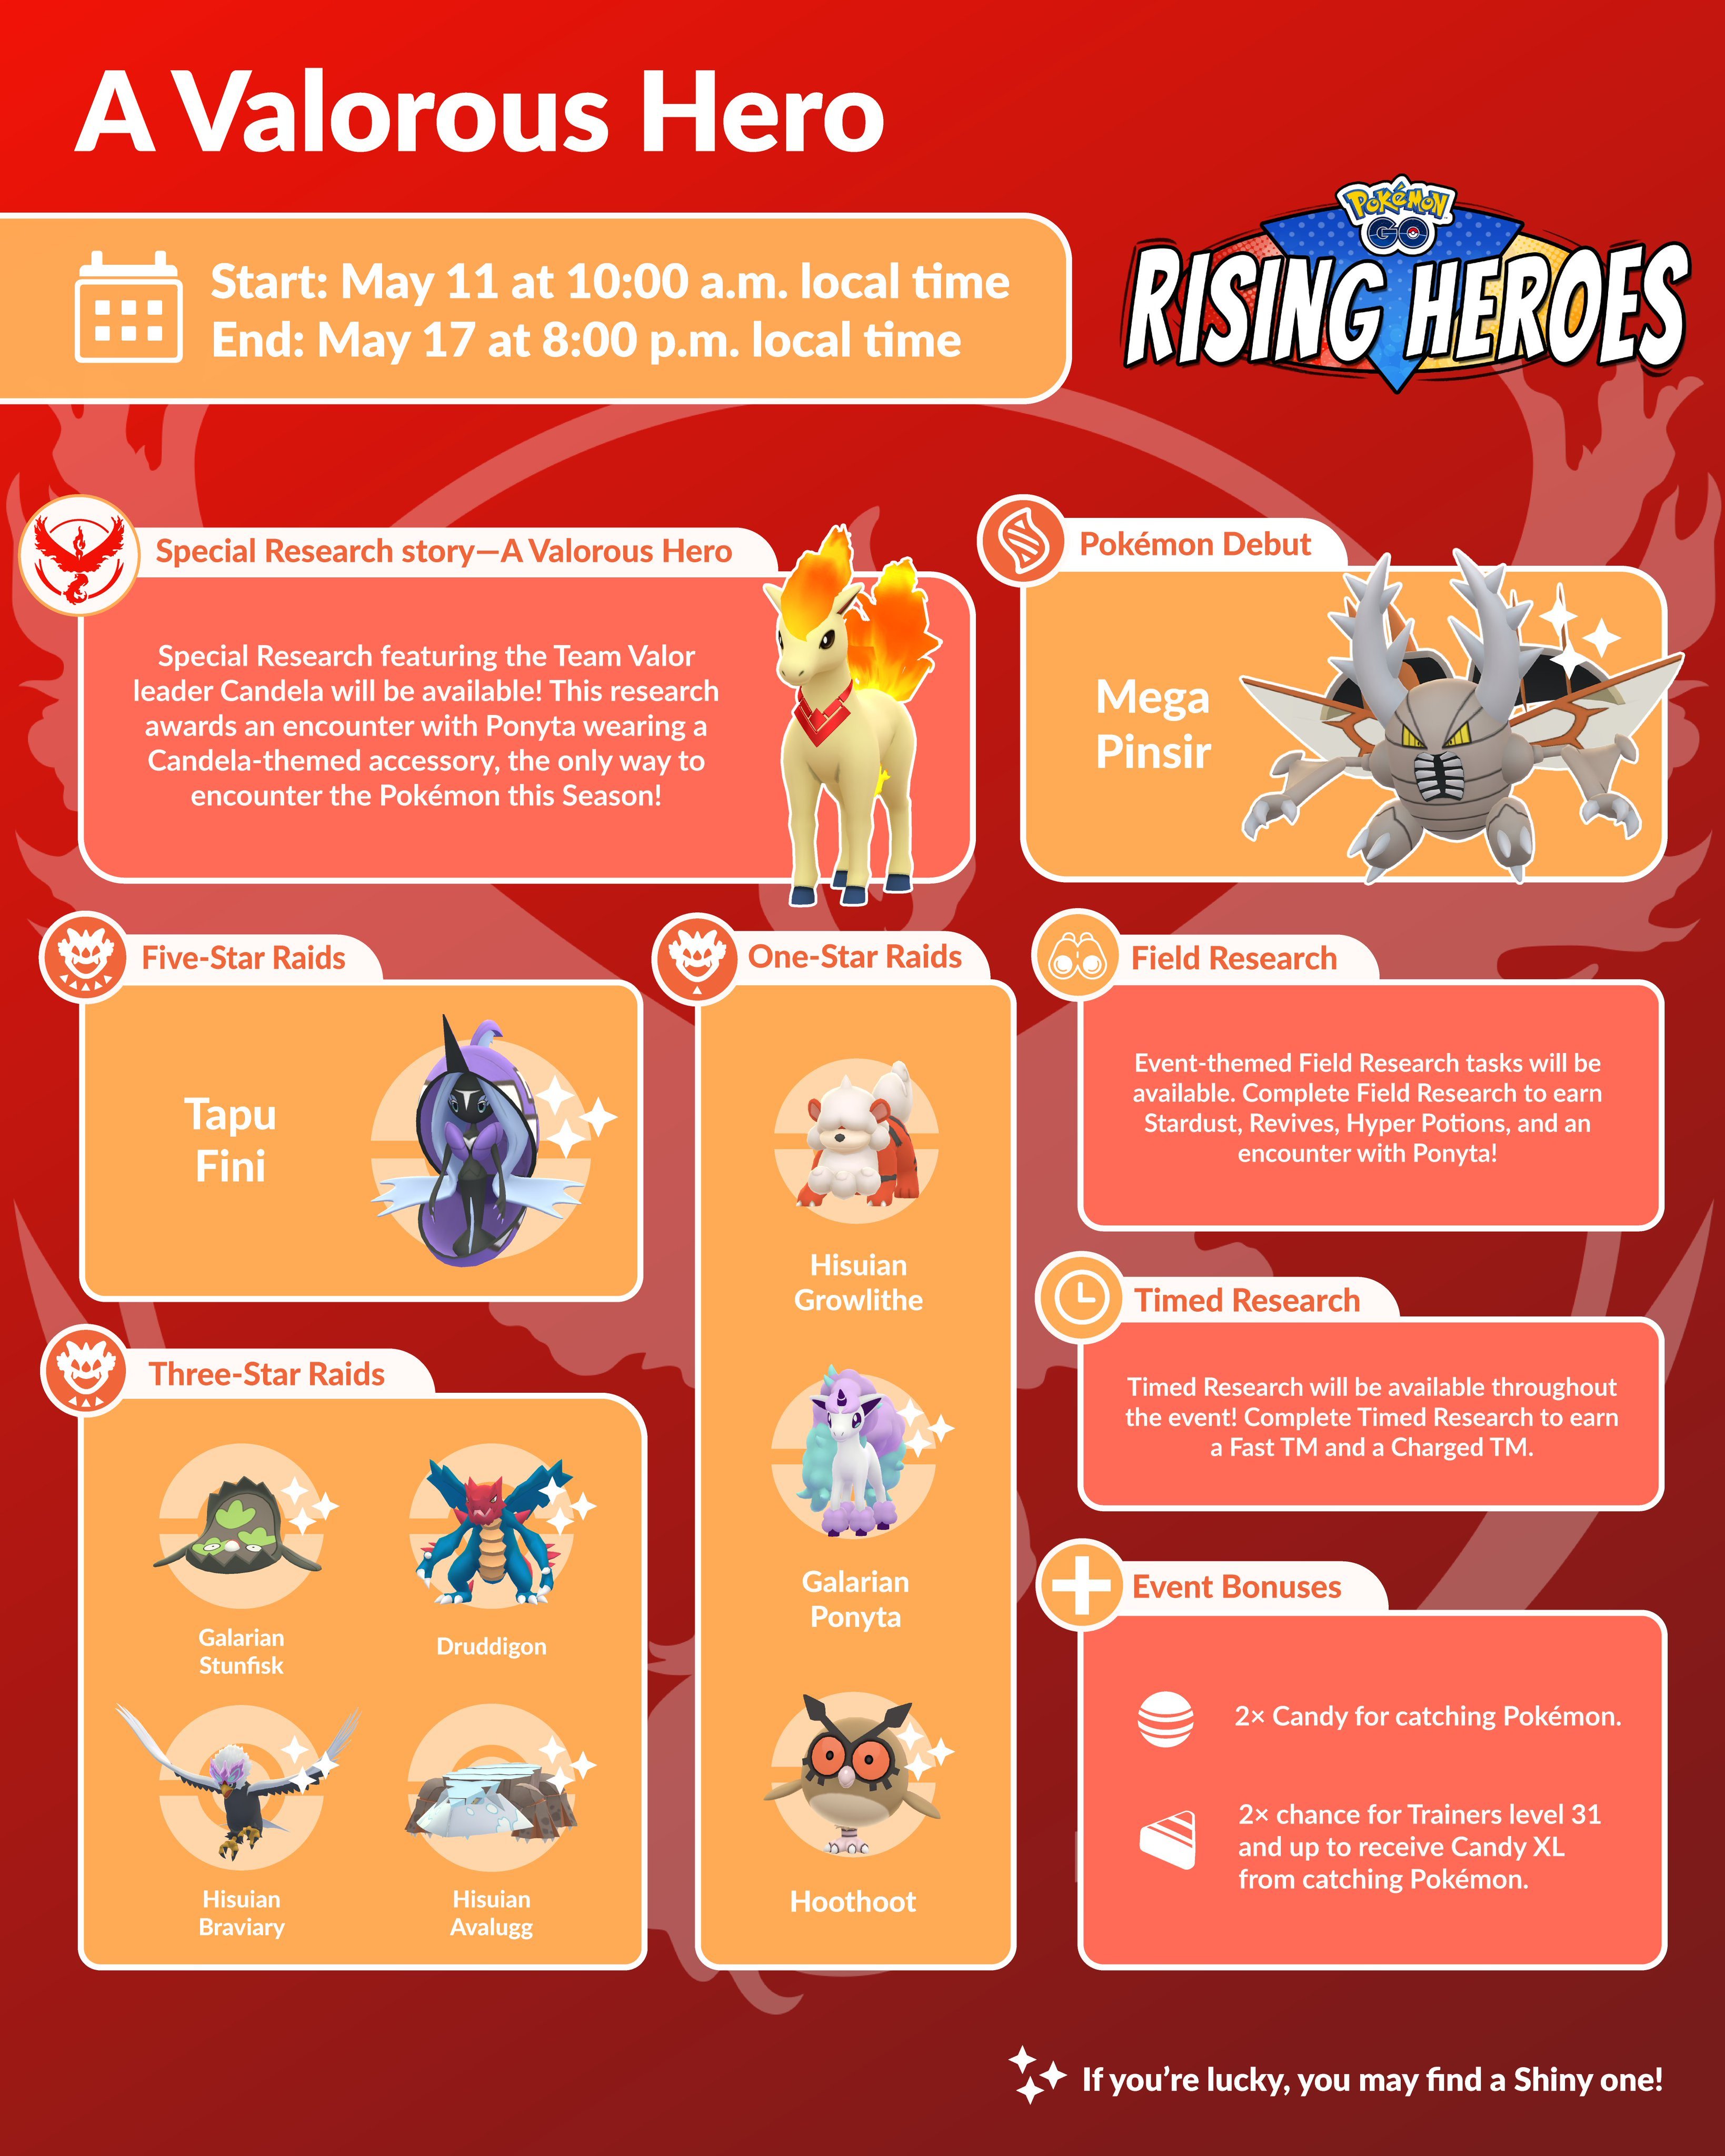 A Valorous Hero
Start: May 11 at 10:00 a.m. local time
End: May 17 at 8:00 p.m. local time
Pokémon
GO
RISING HEROES
Special Research story—A Valorous Hero
Special Research featuring the Team Valor
leader Candela will be available! This research
awards an encounter with Ponyta wearing a
Candela-themed accessory, the only way to
encounter the Pokémon this Season!
Pokémon Debut
Mega
Pinsir
Five-Star Raids
Tapu
Fini
Three-Star Raids
Galarian
Stunfisk
Druddigon
Hisuian
Braviary
Hisuian
Avalugg
One-Star Raids
Hisuian
Growlithe
Galarian
Ponyta
Hoothoot
Field Research
Event-themed Field Research tasks will be
available. Complete Field Research to earn
Stardust, Revives, Hyper Potions, and an
encounter with Ponyta!
Timed Research
Timed Research will be available throughout
the event! Complete Timed Research to earn
a Fast TM and a Charged TM.
Event Bonuses
2× Candy for catching Pokémon.
2× chance for Trainers level 31
and up to receive Candy XL
from catching Pokémon.
If you're lucky, you may find a Shiny one!